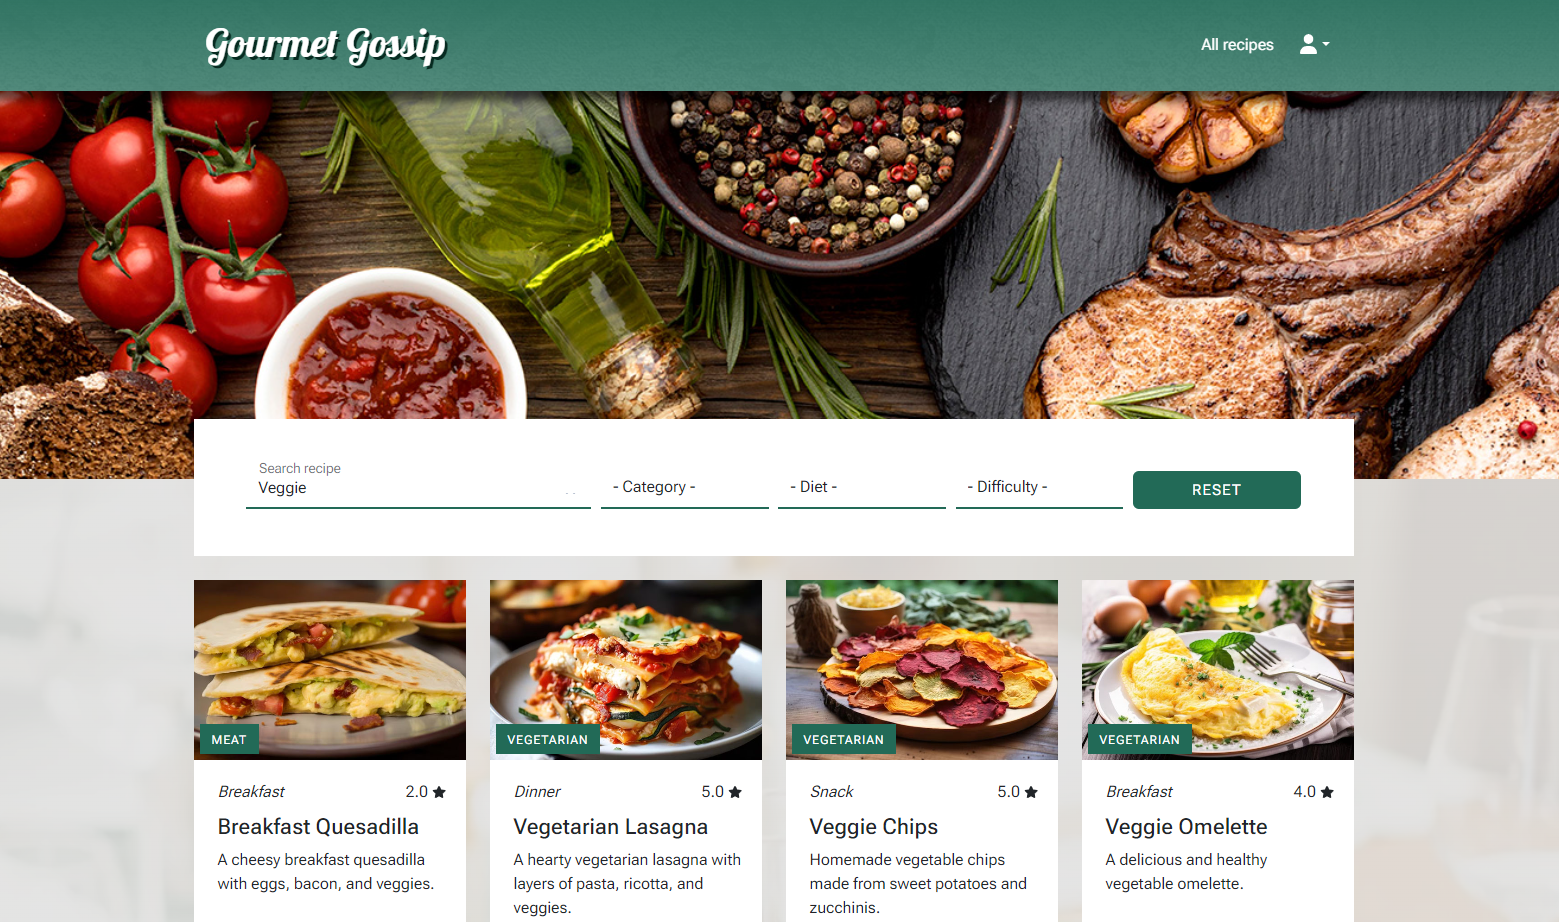 Gourmet Gossip
All recipes
Search recipe
Veggie
- Category -
- Diet -
- Difficulty -
RESET
MEAT
Breakfast 2.0
Breakfast Quesadilla
A cheesy breakfast quesadilla
with eggs, bacon, and veggies.
VEGETARIAN
Dinner 5.0
Vegetarian Lasagna
A hearty vegetarian lasagna with
layers of pasta, ricotta, and
veggies.
VEGETARIAN
Snack 5.0
Veggie Chips
Homemade vegetable chips
made from sweet potatoes and
zucchinis.
VEGETARIAN
Breakfast 4.0
Veggie Omelette
A delicious and healthy
vegetable omelette.